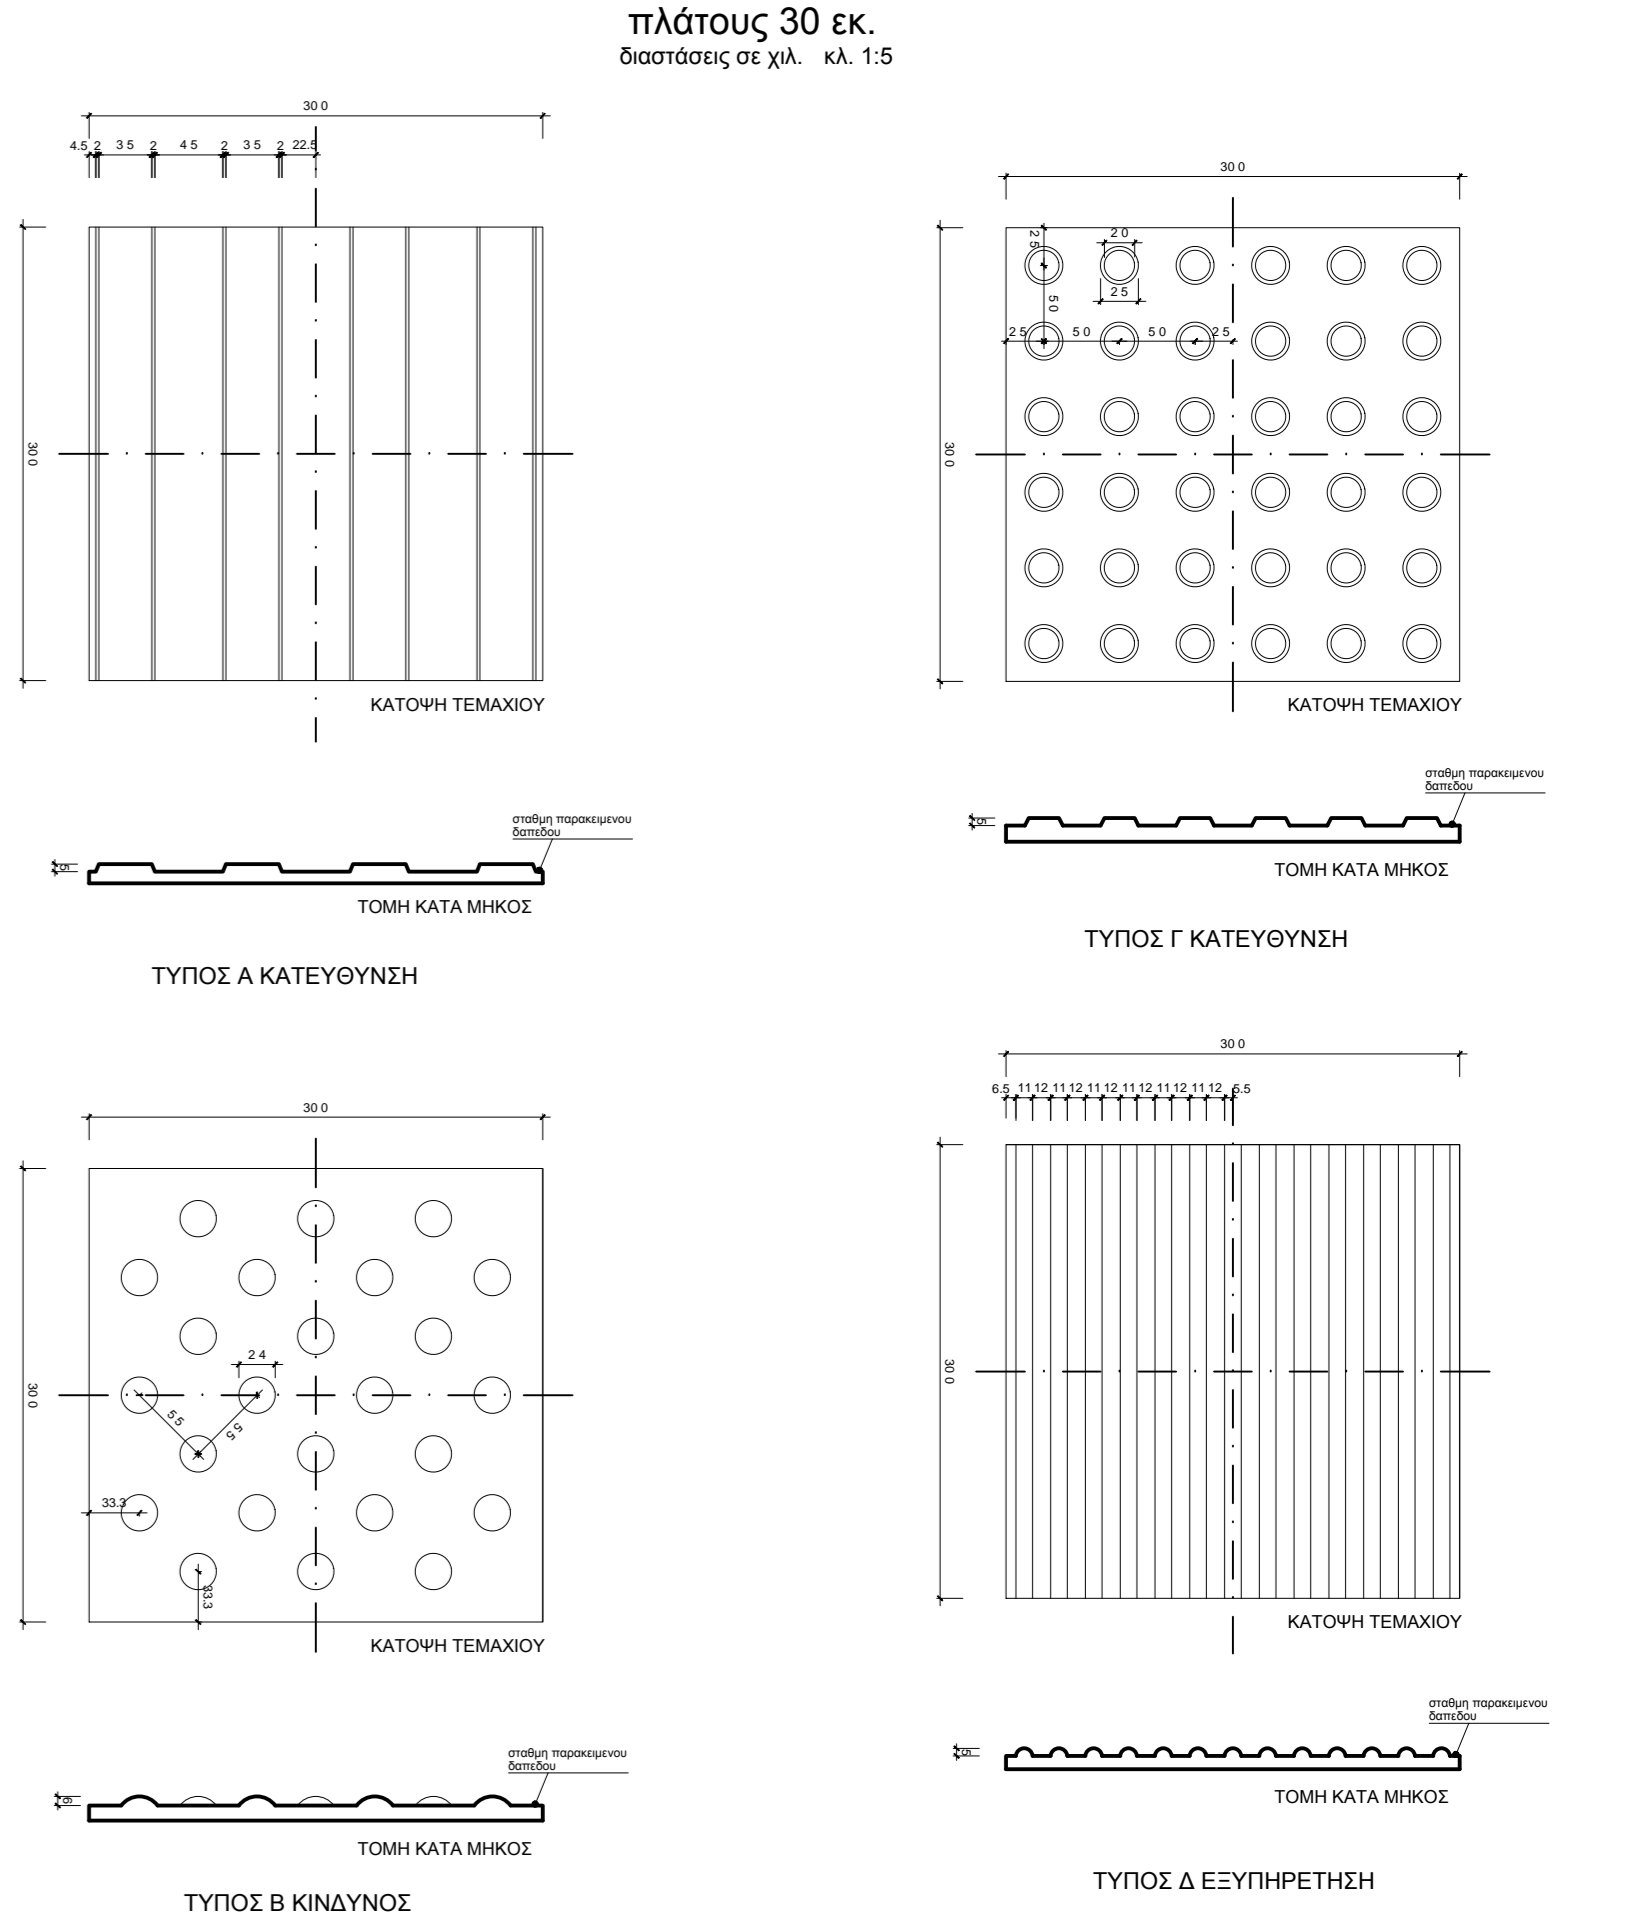 πλάτους 30 εκ.
διαστάσεις σε χιλ. κλ. 1:5
300
4.5 2 35 2 45 2 35 2 22.5
300
ΚΑΤΟΨΗ ΤΕΜΑΧΙΟΥ
σταθμη παρακειμενου
δαπεδου
5
ΤΟΜΗ ΚΑΤΑ ΜΗΚΟΣ
ΤΥΠΟΣ Α ΚΑΤΕΥΘΥΝΣΗ
300
25
20
25
50
25 50 50 25
300
ΚΑΤΟΨΗ ΤΕΜΑΧΙΟΥ
σταθμη παρακειμενου
δαπεδου
5
ΤΟΜΗ ΚΑΤΑ ΜΗΚΟΣ
ΤΥΠΟΣ Γ ΚΑΤΕΥΘΥΝΣΗ
300
24
300
55
55
33.3
33.3
ΚΑΤΟΨΗ ΤΕΜΑΧΙΟΥ
σταθμη παρακειμενου
δαπεδου
6
ΤΟΜΗ ΚΑΤΑ ΜΗΚΟΣ
ΤΥΠΟΣ Β ΚΙΝΔΥΝΟΣ
300
6.5 11 12 11 12 11 12 11 12 11 12 11 12 5.5
300
ΚΑΤΟΨΗ ΤΕΜΑΧΙΟΥ
σταθμη παρακειμενου
δαπεδου
5
ΤΟΜΗ ΚΑΤΑ ΜΗΚΟΣ
ΤΥΠΟΣ Δ ΕΞΥΠΗΡΕΤΗΣΗ